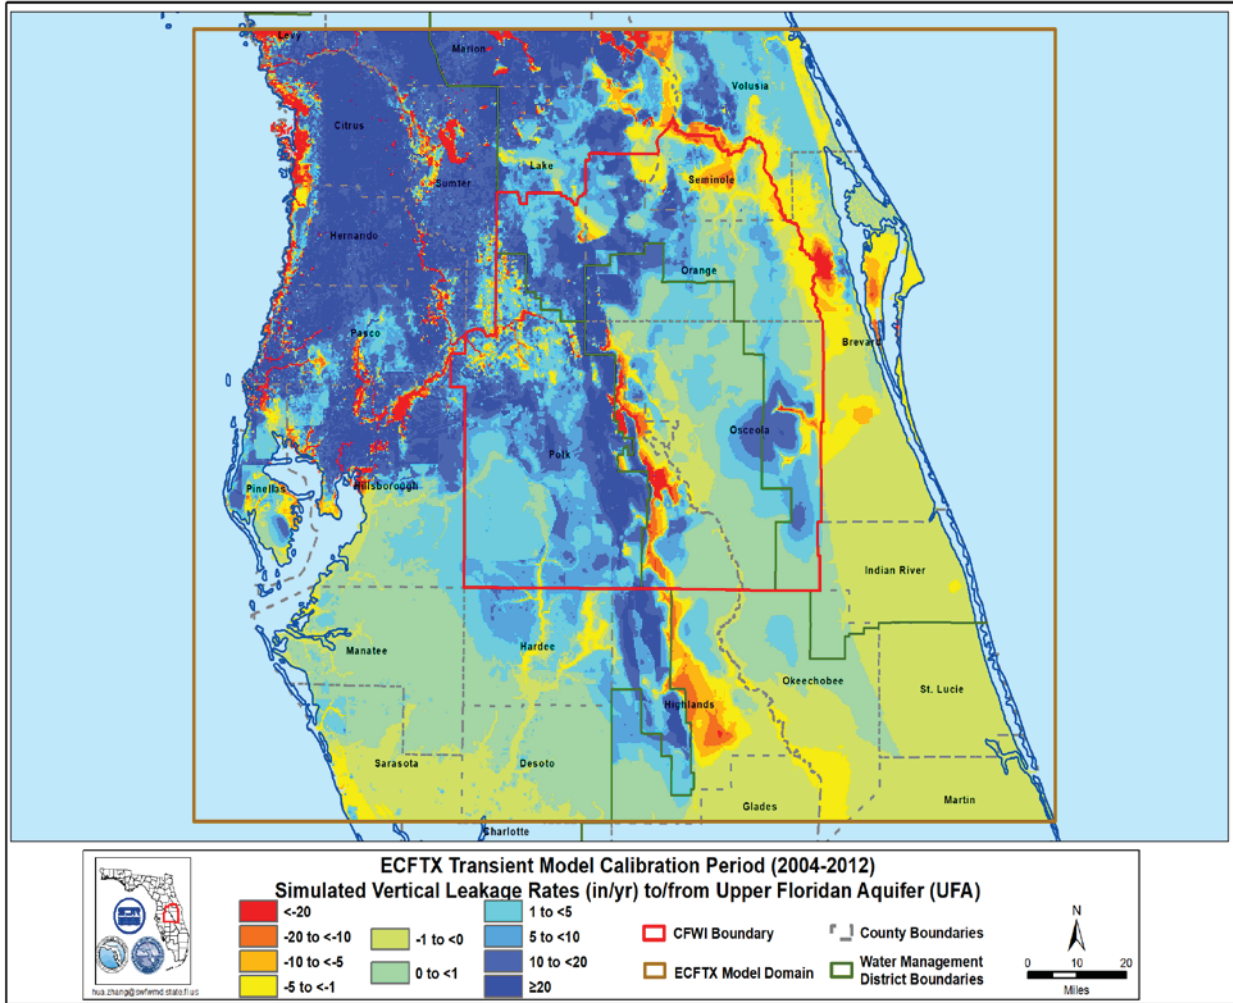 Levy
Marion
Volusia
Citrus
Lake
Seminole
Sumter
Hernando
Orange
Pasco
Brevard
Osceola
Polk
Pinellas
Hillsborough
Indian River
Manatee
Hardee
Okeechobee
St. Lucie
Highlands
Sarasota
Desoto
Glades
Martin
Charlotte
ECFTX Transient Model Calibration Period (2004-2012)
Simulated Vertical Leakage Rates (in/yr) to/from Upper Floridan Aquifer (UFA)
<-20
-20 to <-10
-10 to <-5
-5 to <-1
-1 to <0
0 to <1
1 to <5
5 to <10
10 to <20
≥20
CFWI Boundary
ECFTX Model Domain
County Boundaries
Water Management
District Boundaries
N
0 10 20
Miles
hua.zhang@swfwmd.state.fl.us